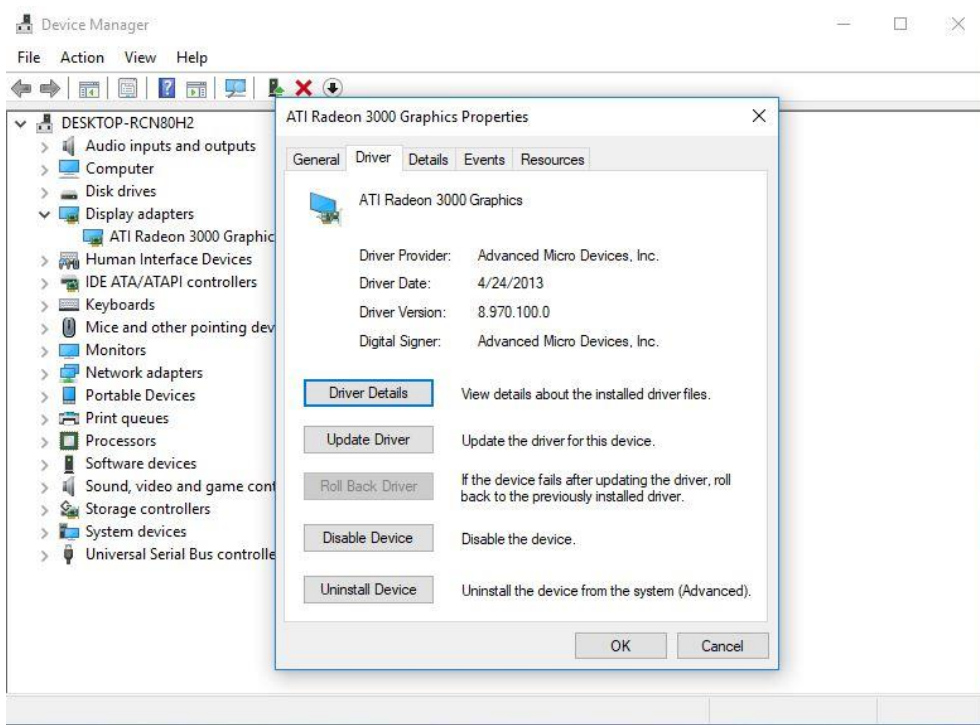 Device Manager
File Action View Help
DESKTOP-RCN80H2
Audio inputs and outputs
Computer
Disk drives
Display adapters
ATI Radeon 3000 Graphic
Human Interface Devices
IDE ATA/ATAPI controllers
Keyboards
Mice and other pointing dev
Monitors
Network adapters
Portable Devices
Print queues
Processors
Software devices
Sound, video and game cont
Storage controllers
System devices
Universal Serial Bus controlle
ATI Radeon 3000 Graphics Properties
General Driver Details Events Resources
ATI Radeon 3000 Graphics
Driver Provider: Advanced Micro Devices, Inc.
Driver Date: 4/24/2013
Driver Version: 8.970.100.0
Digital Signer: Advanced Micro Devices, Inc.
Driver Details View details about the installed driver files.
Update Driver Update the driver for this device.
Roll Back Driver If the device fails after updating the driver, roll
back to the previously installed driver.
Disable Device Disable the device.
Uninstall Device Uninstall the device from the system (Advanced).
OK Cancel